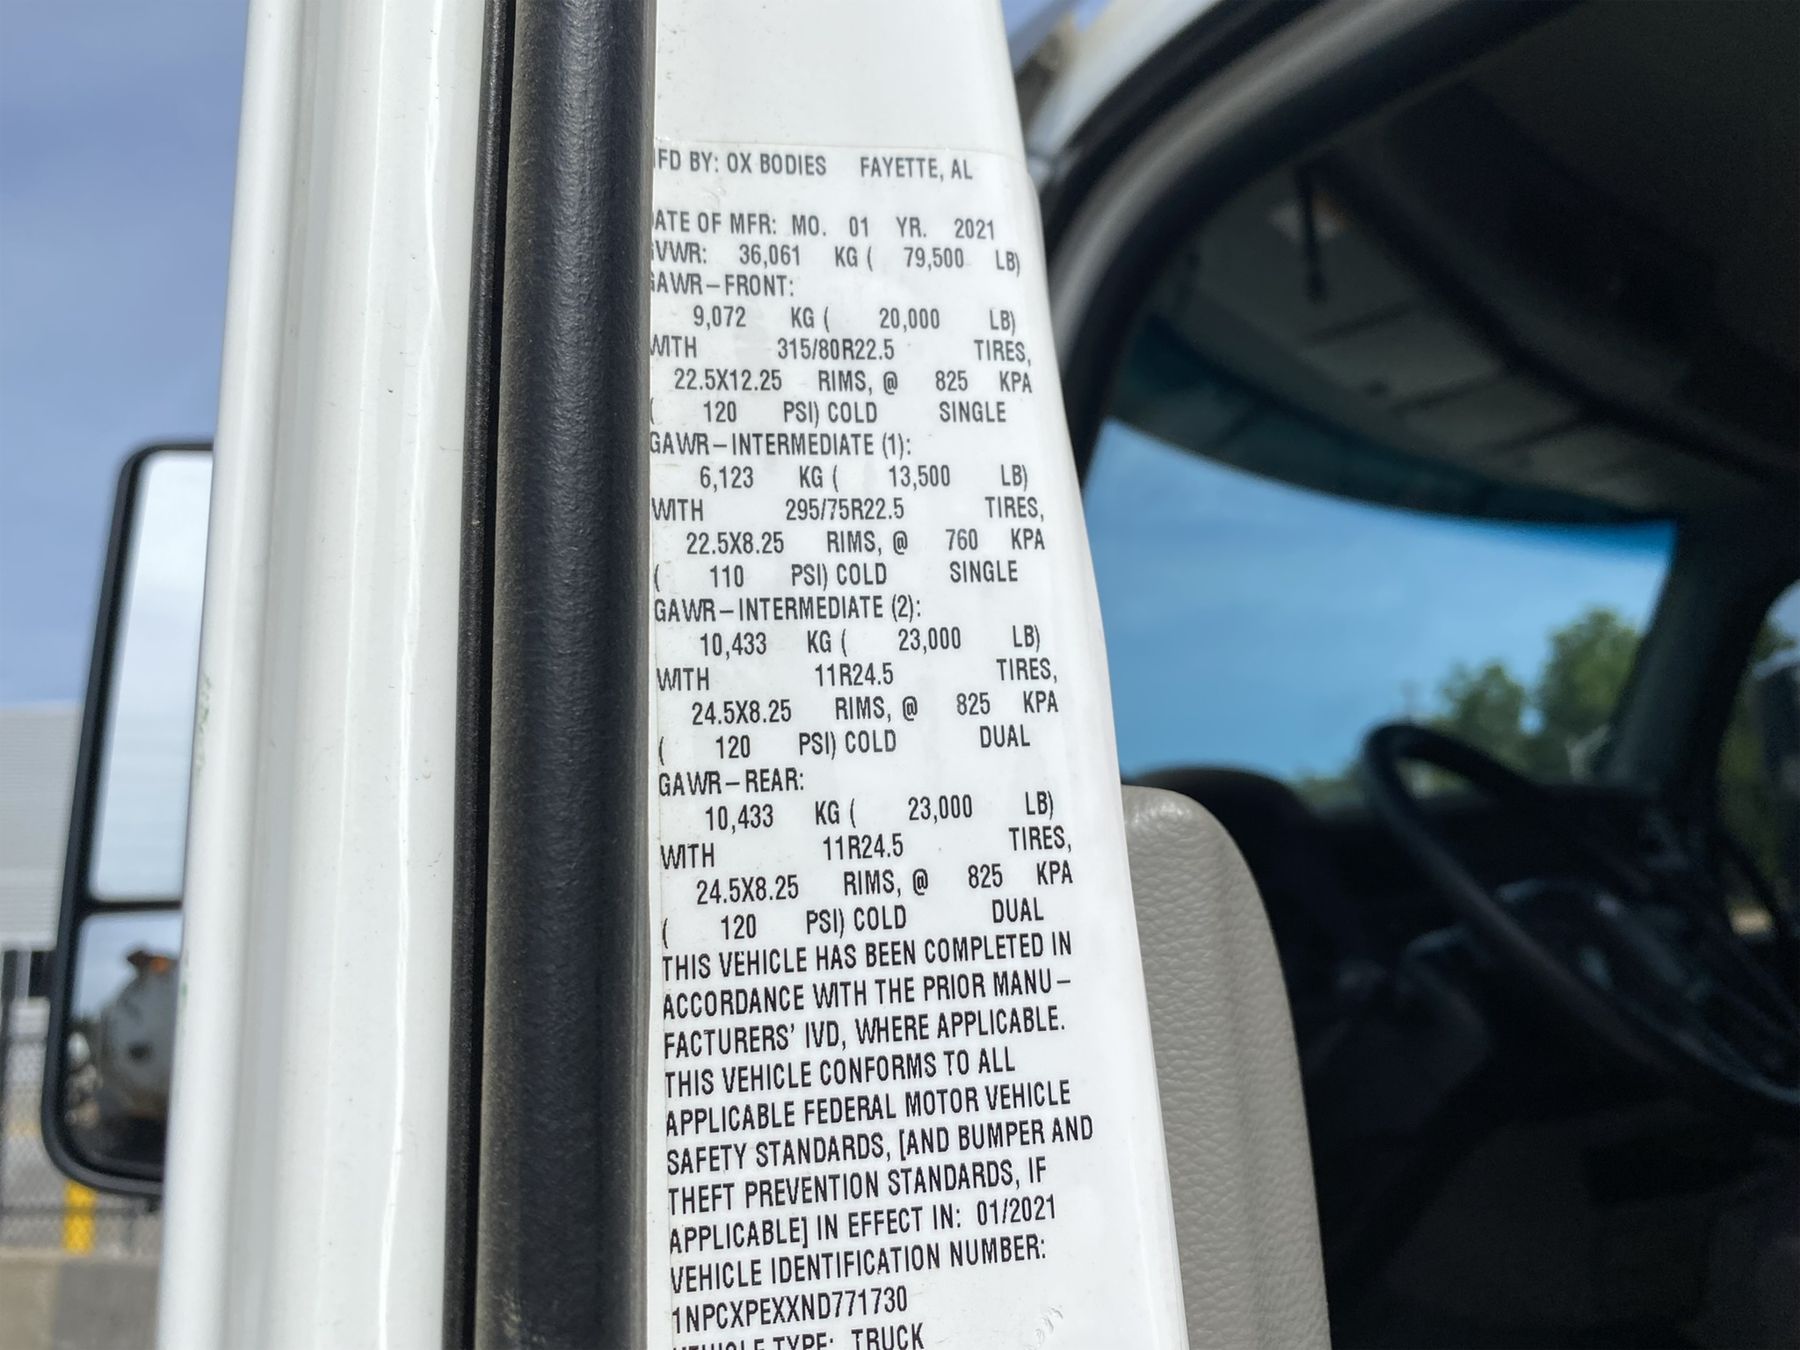 MFD BY: OX BODIES FAYETTE, AL
DATE OF MFR: MO. 01 YR. 2021
GVWR: 36,061 KG ( 79,500 LB)
GAWR-FRONT:
9,072 KG ( 20,000 LB)
WITH 315/80R22.5 TIRES,
22.5X12.25 RIMS, @ 825 KPA
( 120 PSI) COLD SINGLE
GAWR-INTERMEDIATE (1):
6,123 KG ( 13,500 LB)
WITH 295/75R22.5 TIRES,
22.5X8.25 RIMS, @ 760 KPA
( 110 PSI) COLD SINGLE
GAWR-INTERMEDIATE (2):
10,433 KG ( 23,000 LB)
WITH 11R24.5 TIRES,
24.5X8.25 RIMS, @ 825 KPA
( 120 PSI) COLD DUAL
GAWR-REAR:
10,433 KG ( 23,000 LB)
WITH 11R24.5 TIRES,
24.5X8.25 RIMS, @ 825 KPA
( 120 PSI) COLD DUAL
THIS VEHICLE HAS BEEN COMPLETED IN
ACCORDANCE WITH THE PRIOR MANU-
FACTURERS' IVD, WHERE APPLICABLE.
THIS VEHICLE CONFORMS TO ALL
APPLICABLE FEDERAL MOTOR VEHICLE
SAFETY STANDARDS, [AND BUMPER AND
THEFT PREVENTION STANDARDS, IF
APPLICABLE] IN EFFECT IN: 01/2021
VEHICLE IDENTIFICATION NUMBER:
1NPCXPEXXND771730
VEHICLE TYPE: TRUCK